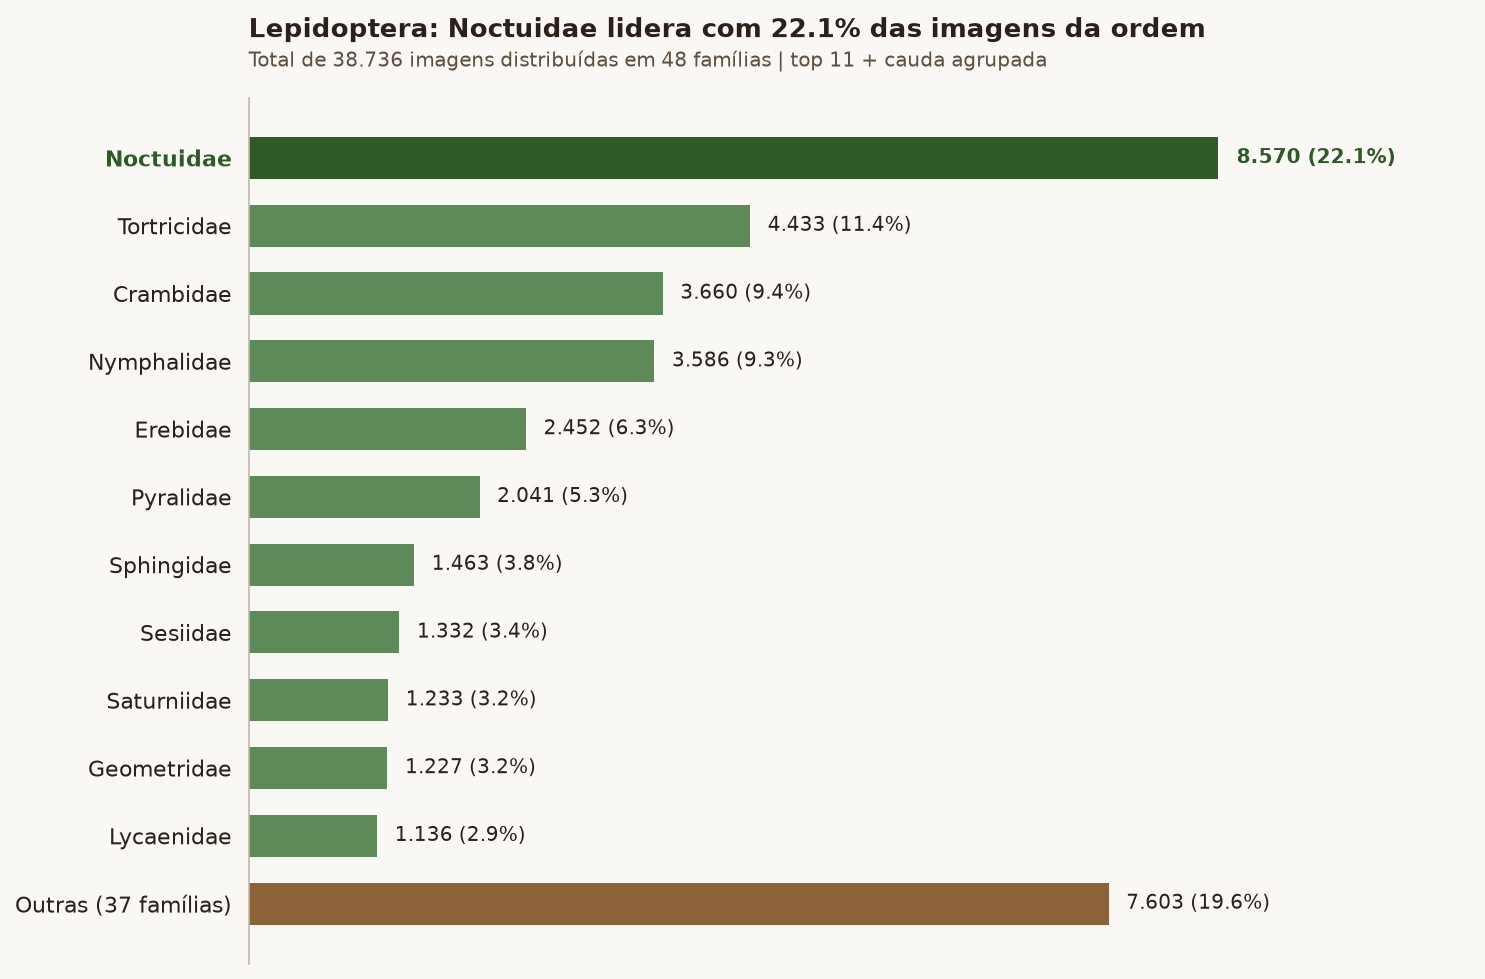 Lepidoptera: Noctuidae lidera com 22.1% das imagens da ordem
Total de 38.736 imagens distribuídas em 48 famílias | top 11 + cauda agrupada
Noctuidae 8.570 (22.1%)
Tortricidae 4.433 (11.4%)
Crambidae 3.660 (9.4%)
Nymphalidae 3.586 (9.3%)
Erebidae 2.452 (6.3%)
Pyralidae 2.041 (5.3%)
Sphingidae 1.463 (3.8%)
Sesiidae 1.332 (3.4%)
Saturniidae 1.233 (3.2%)
Geometridae 1.227 (3.2%)
Lycaenidae 1.136 (2.9%)
Outras (37 famílias) 7.603 (19.6%)